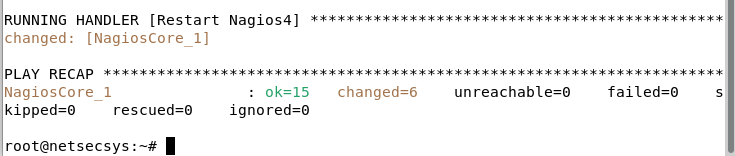 RUNNING HANDLER [Restart Nagios4] **********************************************
changed: [NagiosCore_1]
PLAY RECAP *********************************************************************
NagiosCore_1               : ok=15   changed=6    unreachable=0    failed=0    s
kipped=0    rescued=0    ignored=0
root@netsecsys:~#